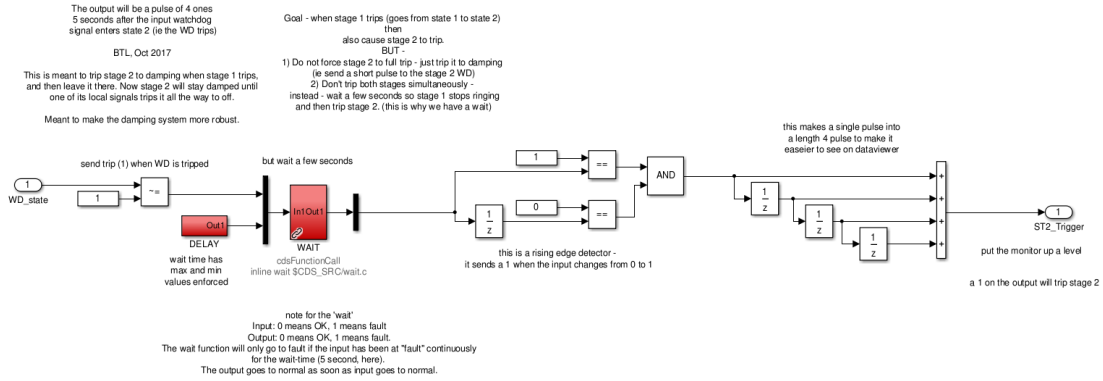 The output will be a pulse of 4 ones
5 seconds after the input watchdog
signal enters state 2 (ie the WD trips)
BTL, Oct 2017
This is meant to trip stage 2 to damping when stage 1 trips,
and then leave it there. Now stage 2 will stay damped until
one of its local signals trips it all the way to off.
Meant to make the damping system more robust.
Goal - when stage 1 trips (goes from state 1 to state 2)
then
also cause stage 2 to trip.
BUT -
1) Do not force stage 2 to full trip - just trip it to damping
(ie send a short pulse to the stage 2 WD)
2) Don't trip both stages simultaneously -
instead - wait a few seconds so stage 1 stops ringing
and then trip stage 2. (this is why we have a wait)
send trip (1) when WD is tripped
1
WD_state
1
~=
Out1
DELAY
wait time has
max and min
values enforced
but wait a few seconds
In1Out1
WAIT
cdsFunctionCall
inline wait $CDS_SRC/wait.c
1
==
0
==
1
z
AND
this is a rising edge detector -
it sends a 1 when the input changes from 0 to 1
this makes a single pulse into
a length 4 pulse to make it
easeier to see on dataviewer
1
z
1
z
1
z
+
+
+
+
1
ST2_Trigger
put the monitor up a level
a 1 on the output will trip stage 2
note for the 'wait'
Input: 0 means OK, 1 means fault
Output: 0 means OK, 1 means fault.
The wait function will only go to fault if the input has been at "fault" continuously
for the wait-time (5 second, here).
The output goes to normal as soon as input goes to normal.